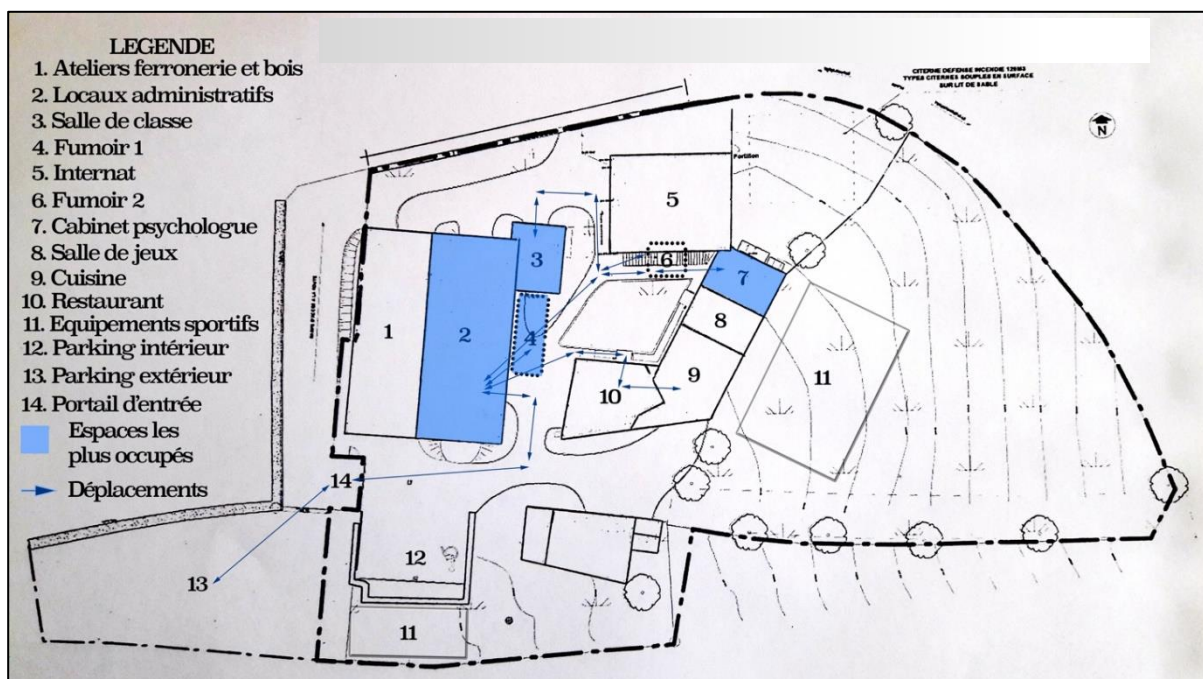 LEGENDE
1. Ateliers ferronerie et bois
2. Locaux administratifs
3. Salle de classe
4. Fumoir 1
5. Internat
6. Fumoir 2
7. Cabinet psychologue
8. Salle de jeux
9. Cuisine
10. Restaurant
11. Equipements sportifs
12. Parking intérieur
13. Parking extérieur
14. Portail d'entrée
Espaces les
plus occupés
Déplacements
CITERNE DEFENSE INCENDIE
TYPES CITERNES SOUPLES EN SURFACE
SUR LIT DE SABLE
N
5
3
6
7
4
8
1
2
9
11
10
14
12
13
11